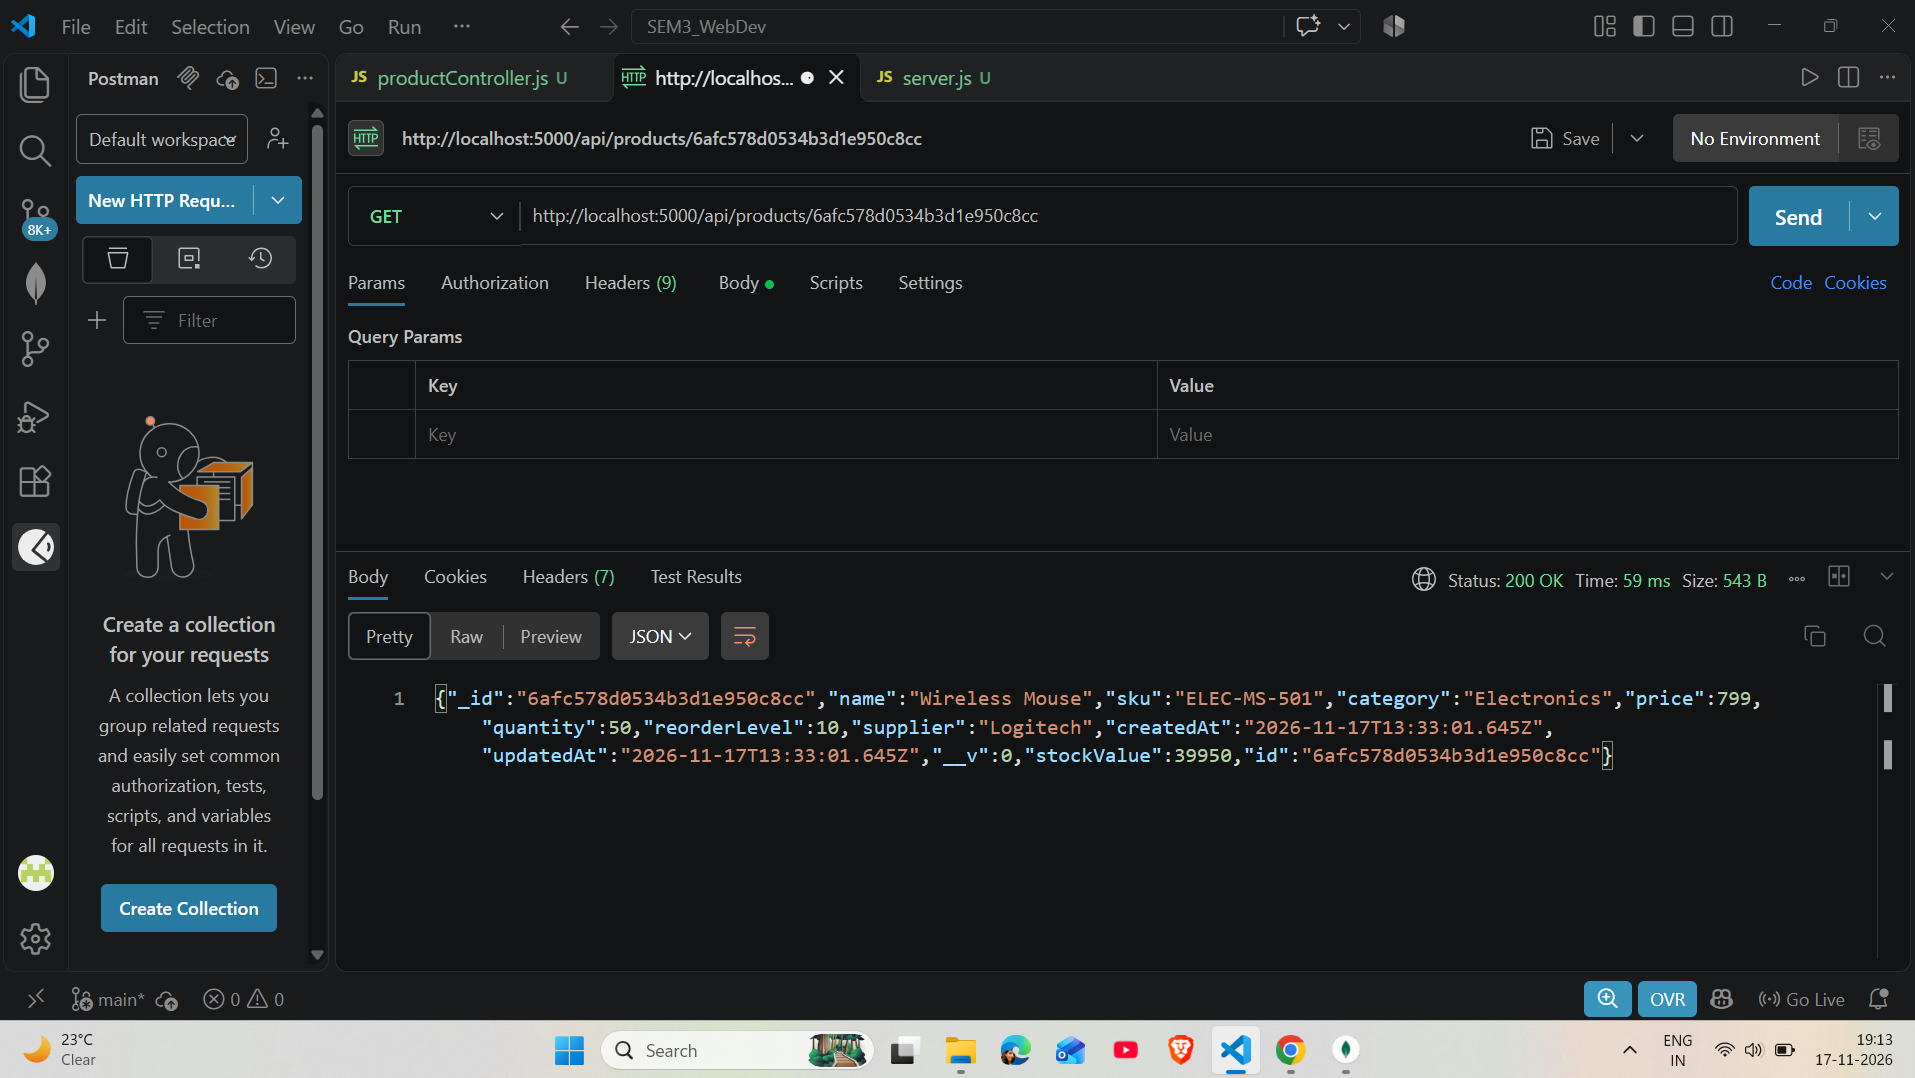 File Edit Selection View Go Run ···
SEM3_WebDev
Postman
JS productController.js U
HTTP http://localhos...
JS server.js U
Default workspace
HTTP http://localhost:5000/api/products/6afc578d0534b3d1e950c8cc
Save
No Environment
New HTTP Requ...
GET
http://localhost:5000/api/products/6afc578d0534b3d1e950c8cc
Send
8K+
Params Authorization Headers (9) Body Scripts Settings
Code Cookies
Filter
Query Params
Key Value
Key Value
Create a collection
for your requests
A collection lets you
group related requests
and easily set common
authorization, tests,
scripts, and variables
for all requests in it.
Create Collection
Body Cookies Headers (7) Test Results
Status: 200 OK Time: 59 ms Size: 543 B
Pretty Raw Preview JSON
1 {"_id":"6afc578d0534b3d1e950c8cc","name":"Wireless Mouse","sku":"ELEC-MS-501","category":"Electronics","price":799,
"quantity":50,"reorderLevel":10,"supplier":"Logitech","createdAt":"2026-11-17T13:33:01.645Z",
"updatedAt":"2026-11-17T13:33:01.645Z","__v":0,"stockValue":39950,"id":"6afc578d0534b3d1e950c8cc"}
main* 0 0
OVR
Go Live
23°C
Clear
Search
ENG
IN
19:13
17-11-2026